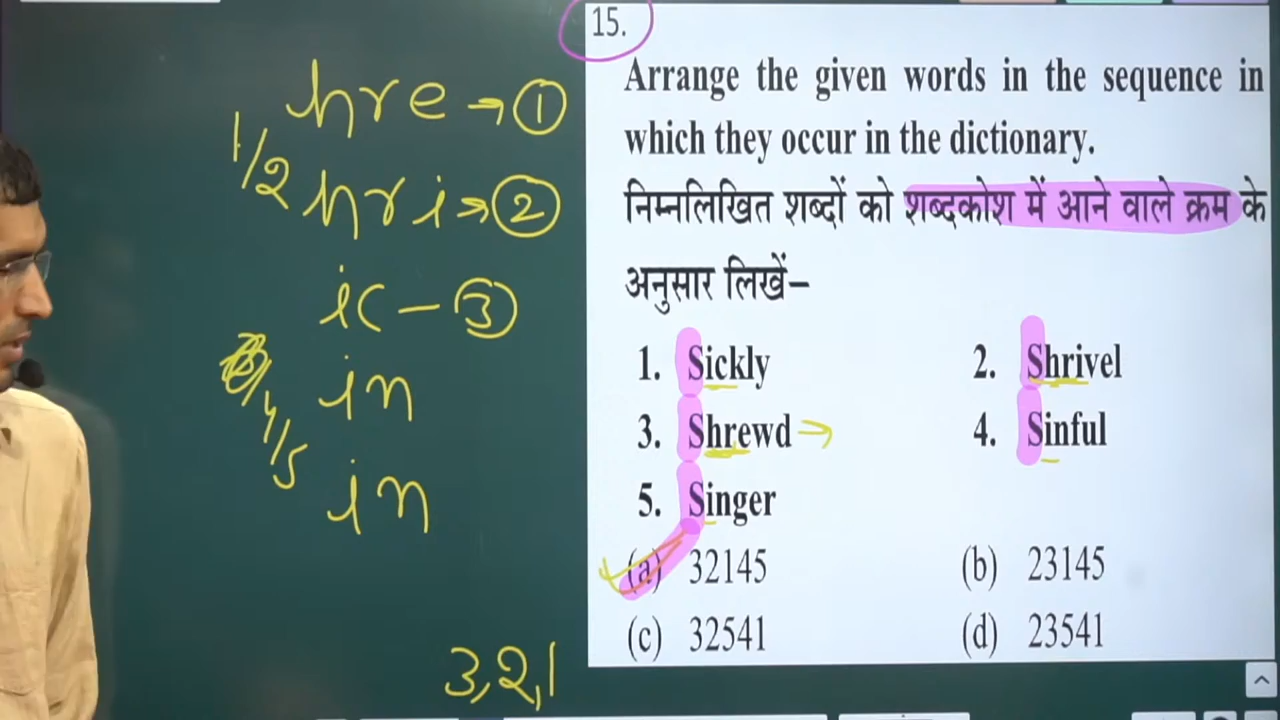 hre → ①
1/2 hri → ②
ic - ③
4/5 in
in
3,2,1
15.
Arrange the given words in the sequence in
which they occur in the dictionary.
निम्नलिखित शब्दों को शब्दकोश में आने वाले क्रम के
अनुसार लिखें–
1. Sickly 2. Shrivel
3. Shrewd → 4. Sinful
5. Singer
(a) 32145 (b) 23145
(c) 32541 (d) 23541